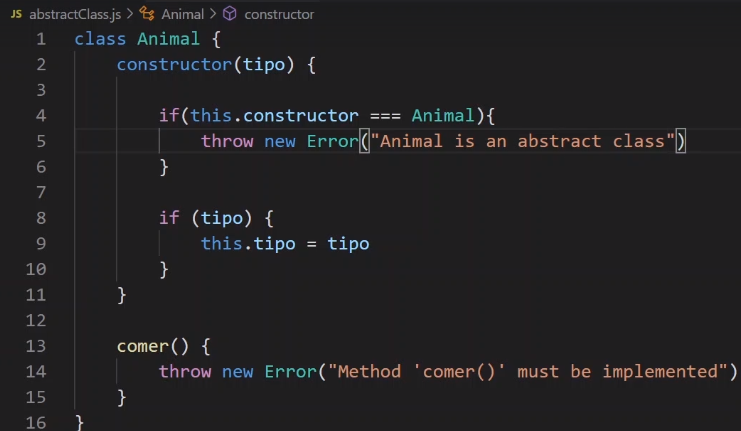 JS abstractClass.js > Animal > constructor
1 class Animal {
2 constructor(tipo) {
3
4 if(this.constructor === Animal){
5 throw new Error("Animal is an abstract class")
6 }
7
8 if (tipo) {
9 this.tipo = tipo
10 }
11 }
12
13 comer() {
14 throw new Error("Method 'comer()' must be implemented")
15 }
16 }